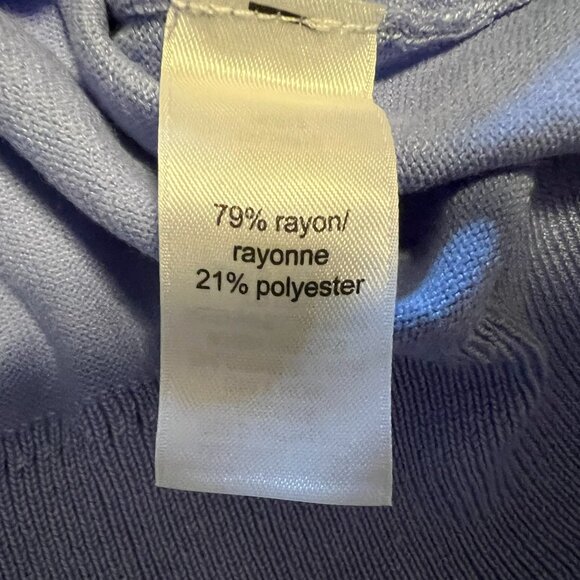 79% rayon/
rayonne
21% polyester